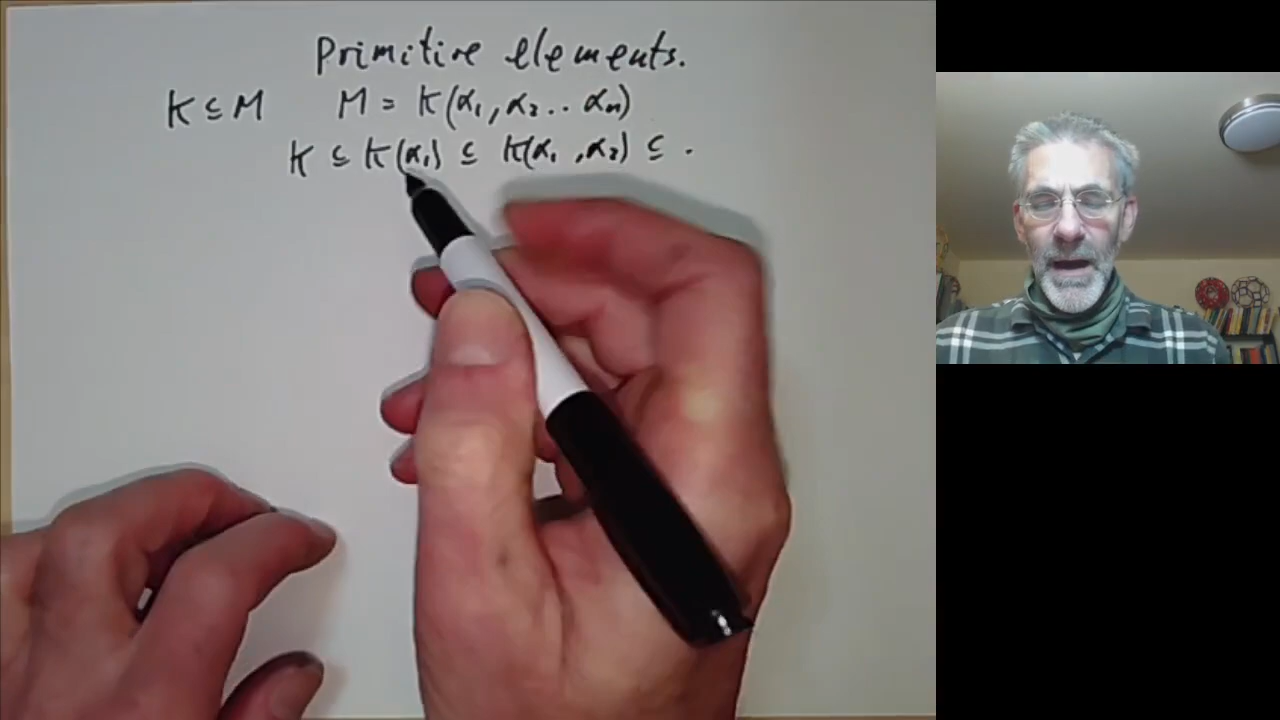 Primitive elements.
K ⊆ M M = K(α₁, α₂ .. αₙ)
K ⊆ K(α₁) ⊆ K(α₁, α₂) ⊆ .